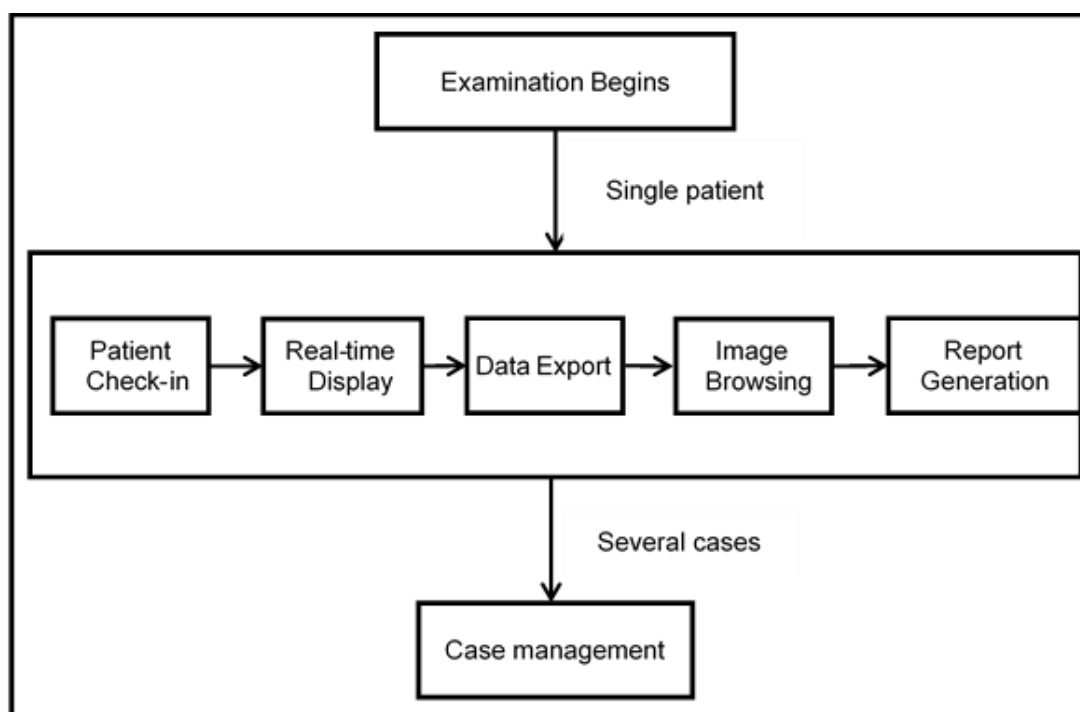 Examination Begins
Single patient
Patient
Check-in
Real-time
Display
Data Export
Image
Browsing
Report
Generation
Several cases
Case management